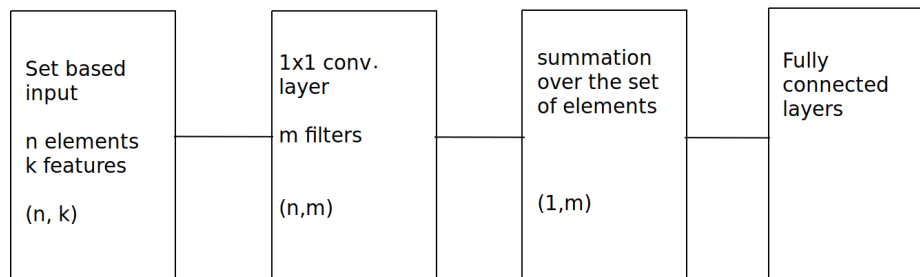 Set based
input
n elements
k features
(n, k)
1x1 conv.
layer
m filters
(n,m)
summation
over the set
of elements
(1,m)
Fully
connected
layers